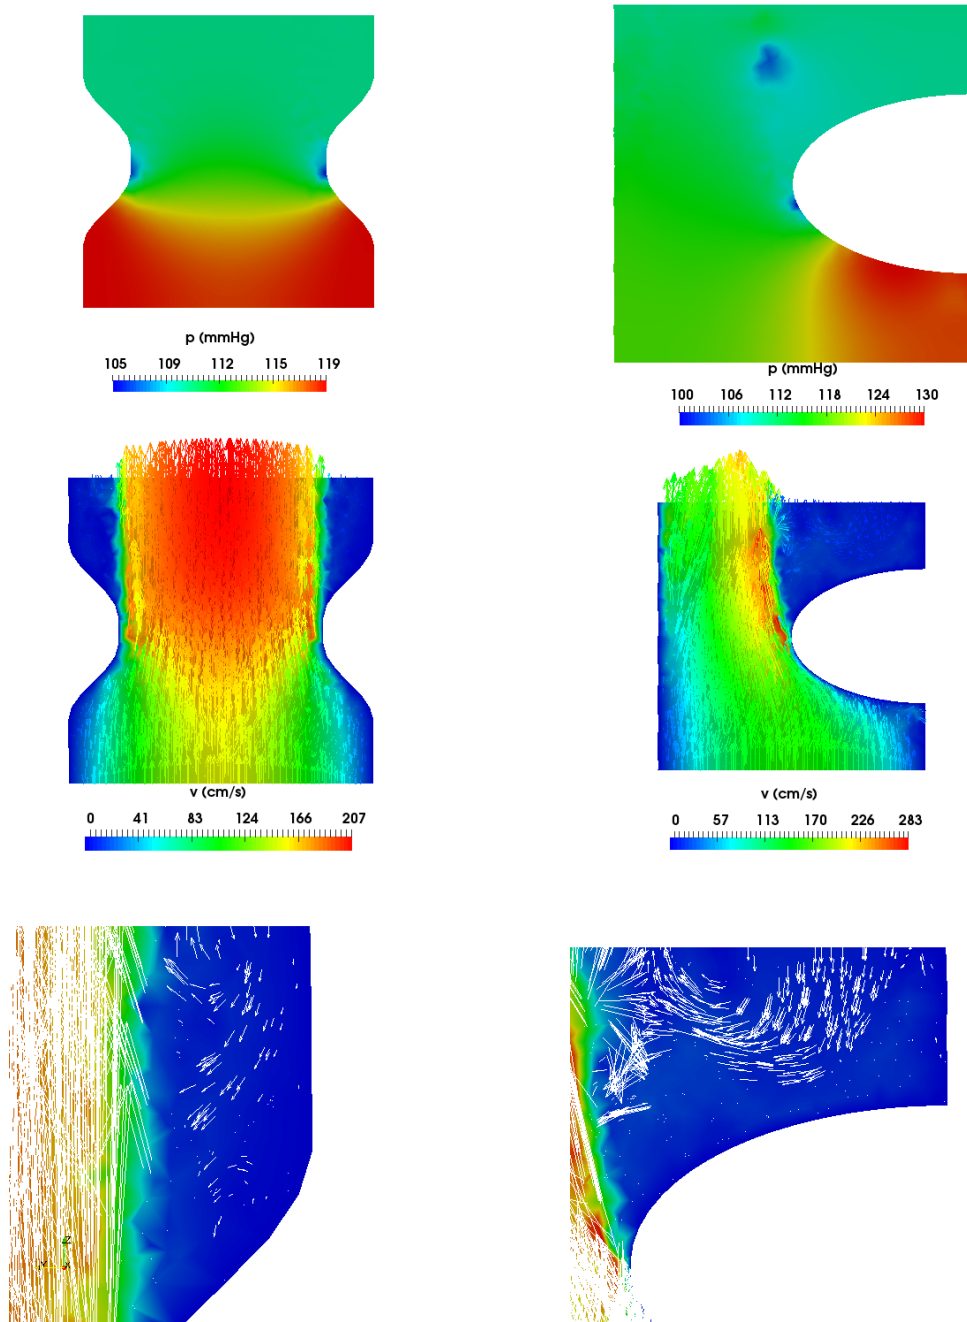 p (mmHg)
105 109 112 115 119
p (mmHg)
100 106 112 118 124 130
v (cm/s)
0 41 83 124 166 207
v (cm/s)
0 57 113 170 226 283
Z
Y
X